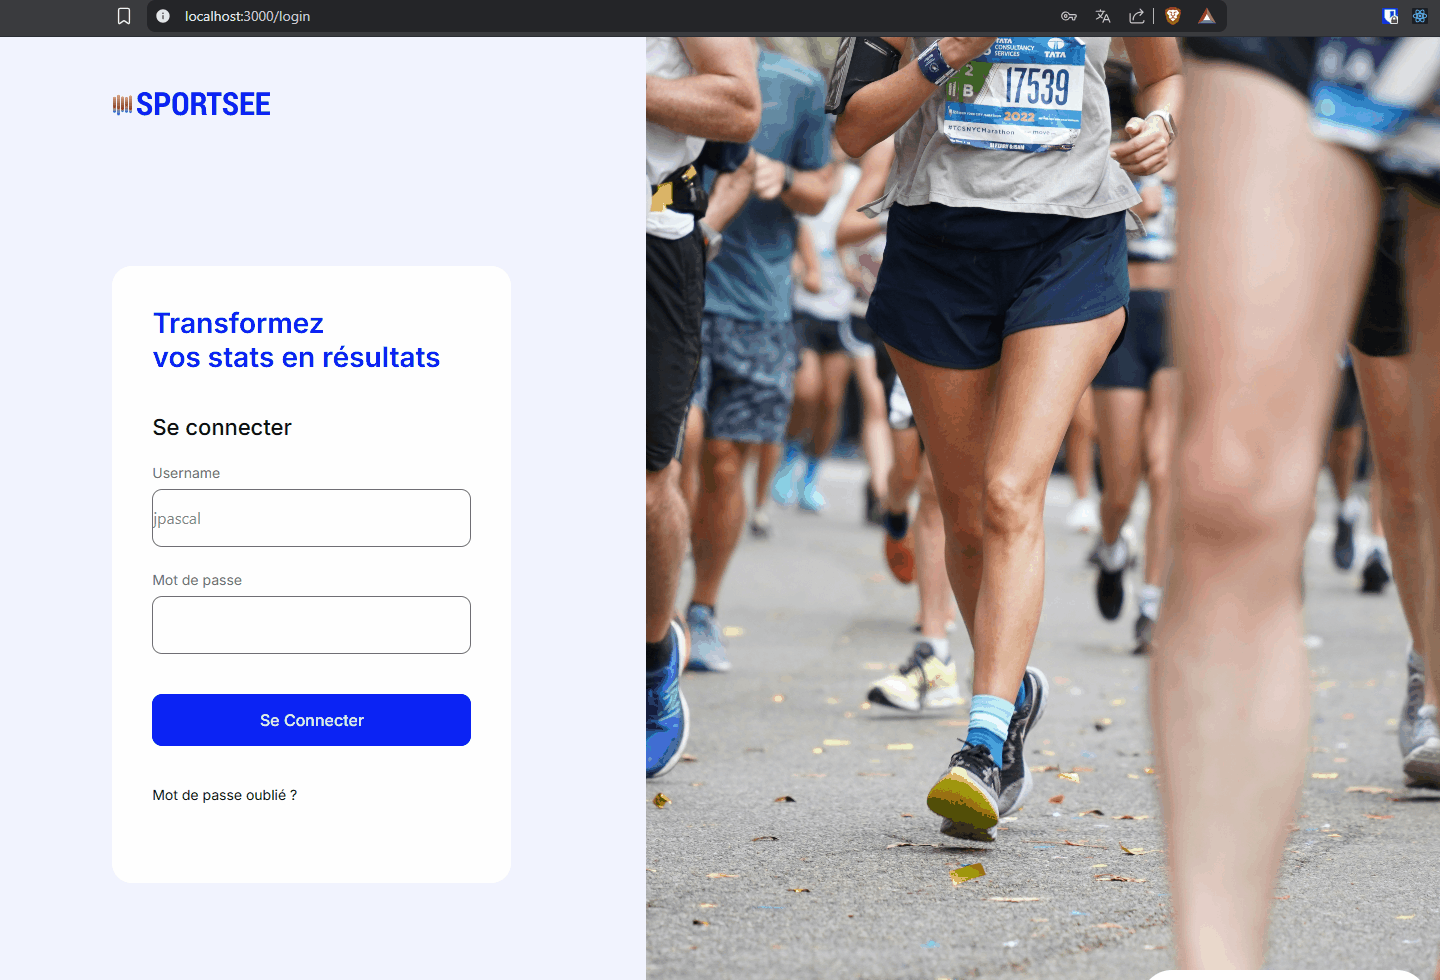 localhost:3000/login
SPORTSEE
Transformez
vos stats en résultats
Se connecter
Username
jpascal
Mot de passe
Se Connecter
Mot de passe oublié ?
TATA
CONSULTANCY
SERVICES
TATA
2
B
17539
2022
#TCSNYCMarathon